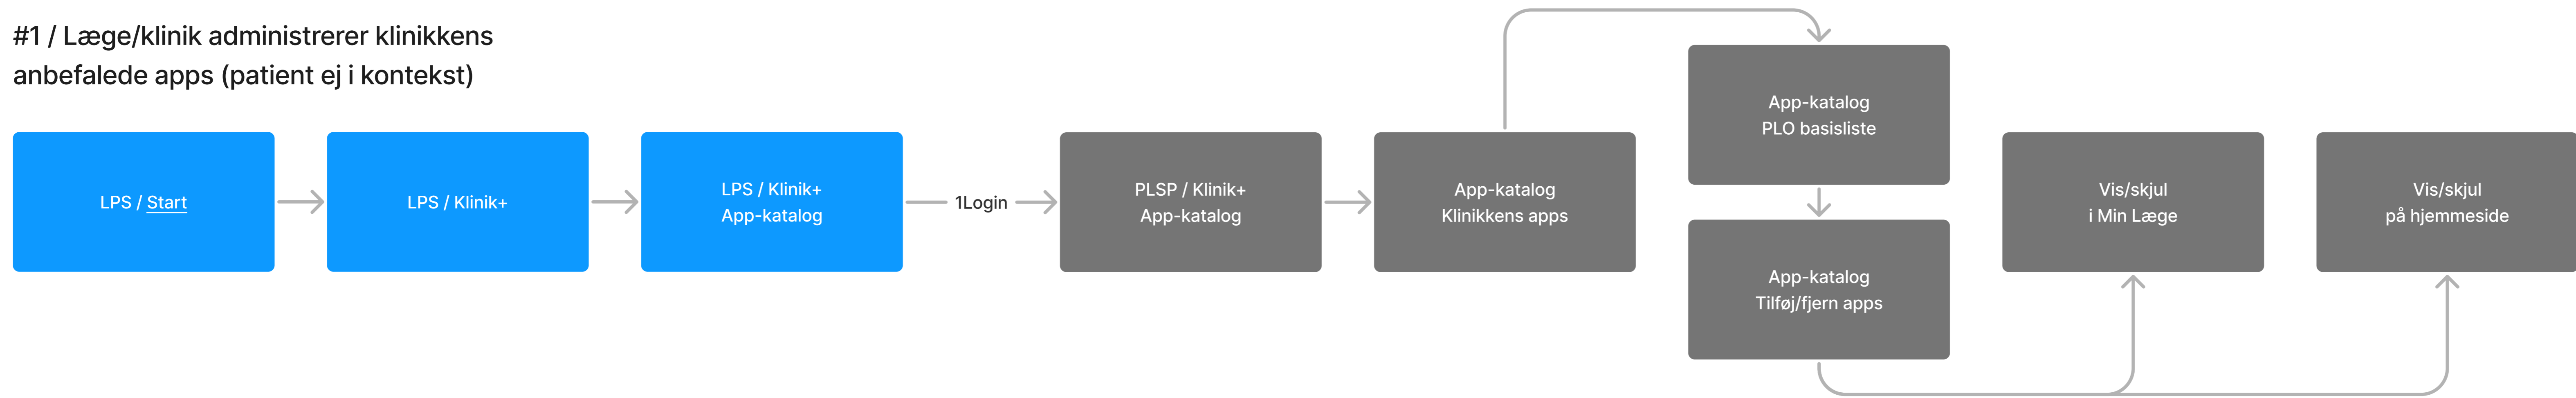 #1 / Læge/klinik administrerer klinikkens
anbefalede apps (patient ej i kontekst)
LPS / Start
LPS / Klinik+
LPS / Klinik+
App-katalog
1Login
PLSP / Klinik+
App-katalog
App-katalog
Klinikkens apps
App-katalog
PLO basisliste
App-katalog
Tilføj/fjern apps
Vis/skjul
i Min Læge
Vis/skjul
på hjemmeside